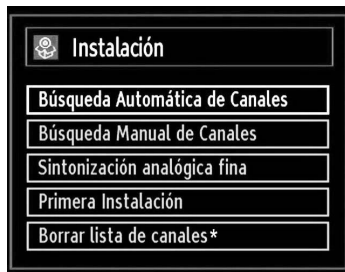 Instalación
Búsqueda Automática de Canales
Búsqueda Manual de Canales
Sintonización analógica fina
Primera Instalación
Borrar lista de canales*